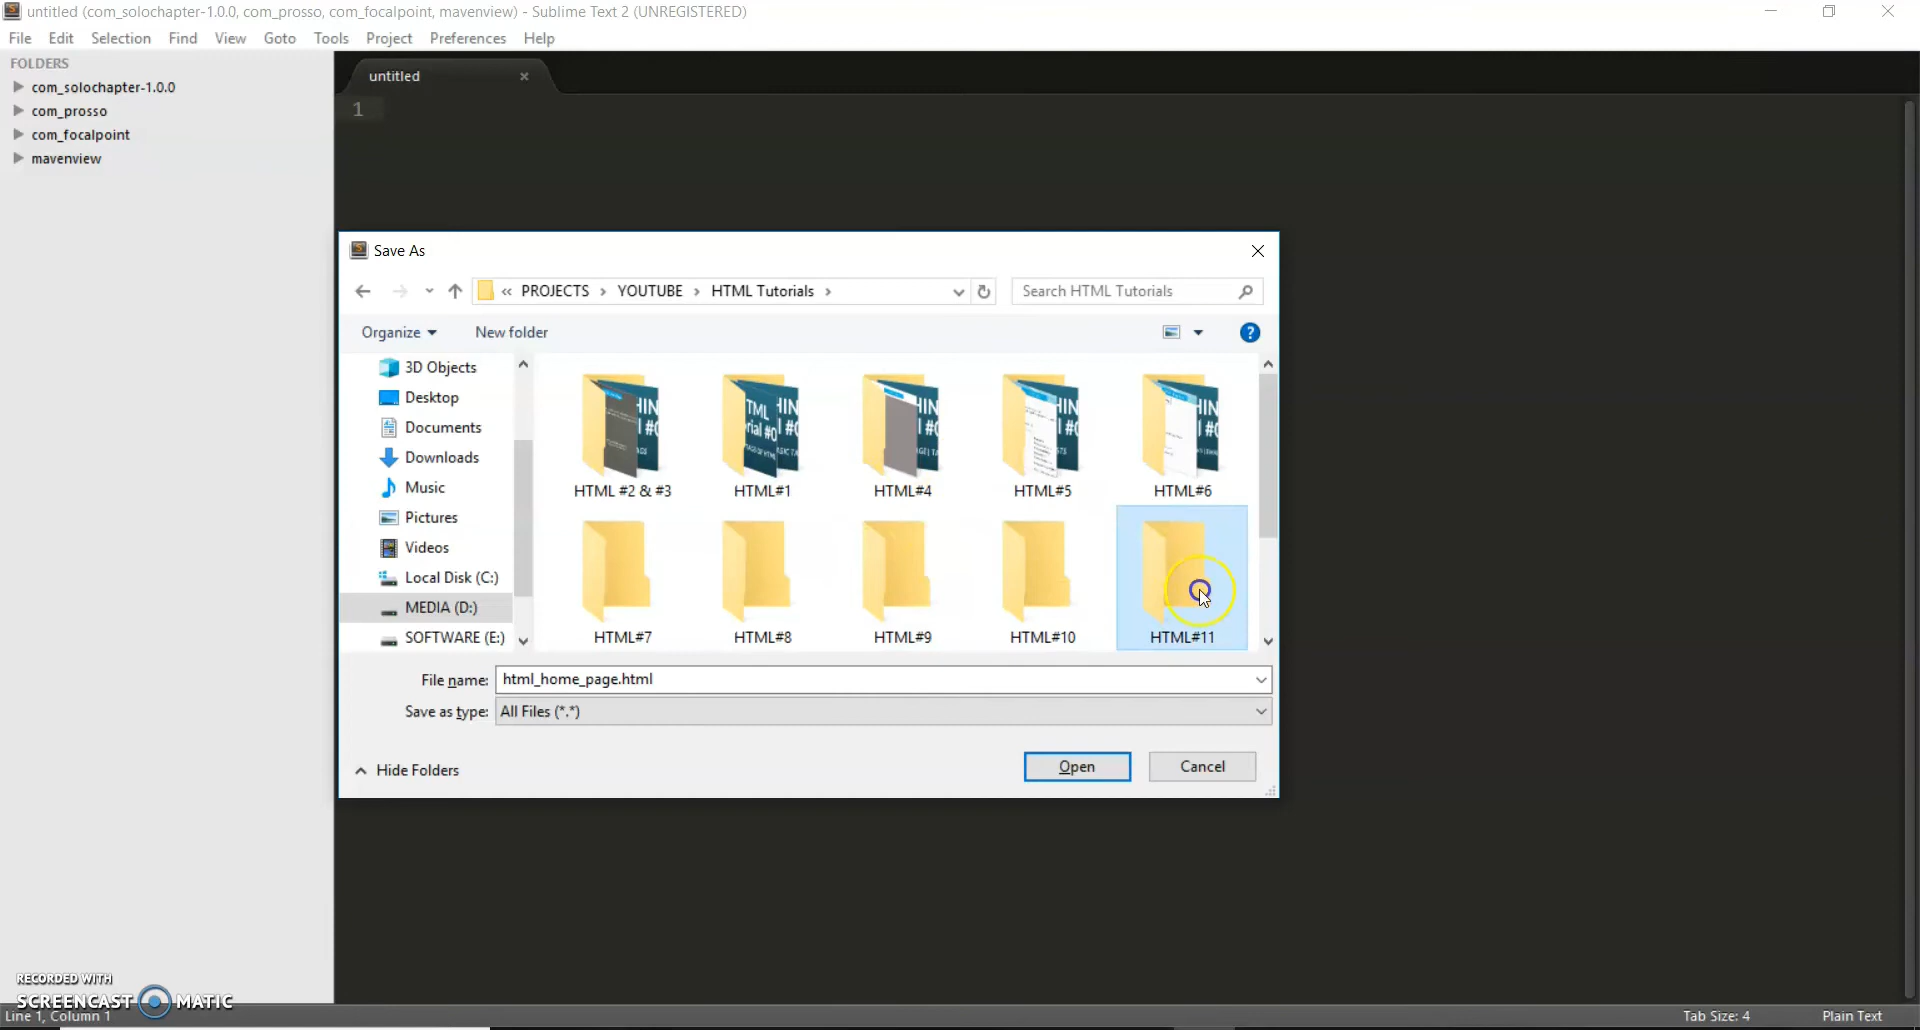 untitled (com_solochapter-1.0.0, com_prosso, com_focalpoint, mavenview) - Sublime Text 2 (UNREGISTERED)
File Edit Selection Find View Goto Tools Project Preferences Help
FOLDERS
com_solochapter-1.0.0
com_prosso
com_focalpoint
mavenview
untitled
1
Save As
« PROJECTS › YOUTUBE › HTML Tutorials ›
Search HTML Tutorials
Organize
New folder
3D Objects
Desktop
Documents
Downloads
Music
Pictures
Videos
Local Disk (C:)
MEDIA (D:)
SOFTWARE (E:)
HTML #2 & #3
HTML#1
HTML#4
HTML#5
HTML#6
HTML#7
HTML#8
HTML#9
HTML#10
HTML#11
File name: html_home_page.html
Save as type: All Files (*.*)
Hide Folders
Open
Cancel
RECORDED WITH
SCREENCAST MATIC
Line 1, Column 1
Tab Size: 4
Plain Text